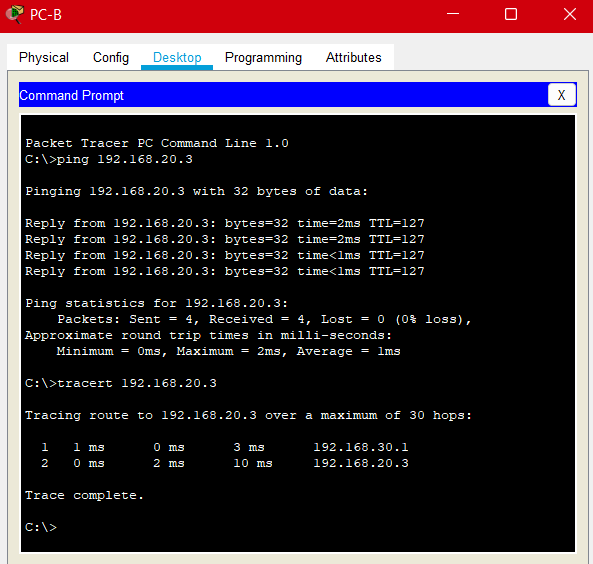 PC-B
Physical Config Desktop Programming Attributes
Command Prompt X
Packet Tracer PC Command Line 1.0
C:\>ping 192.168.20.3
Pinging 192.168.20.3 with 32 bytes of data:
Reply from 192.168.20.3: bytes=32 time=2ms TTL=127
Reply from 192.168.20.3: bytes=32 time=2ms TTL=127
Reply from 192.168.20.3: bytes=32 time<1ms TTL=127
Reply from 192.168.20.3: bytes=32 time<1ms TTL=127
Ping statistics for 192.168.20.3:
    Packets: Sent = 4, Received = 4, Lost = 0 (0% loss),
Approximate round trip times in milli-seconds:
    Minimum = 0ms, Maximum = 2ms, Average = 1ms
C:\>tracert 192.168.20.3
Tracing route to 192.168.20.3 over a maximum of 30 hops:
  1   1 ms      0 ms      3 ms      192.168.30.1
  2   0 ms      2 ms      10 ms     192.168.20.3
Trace complete.
C:\>